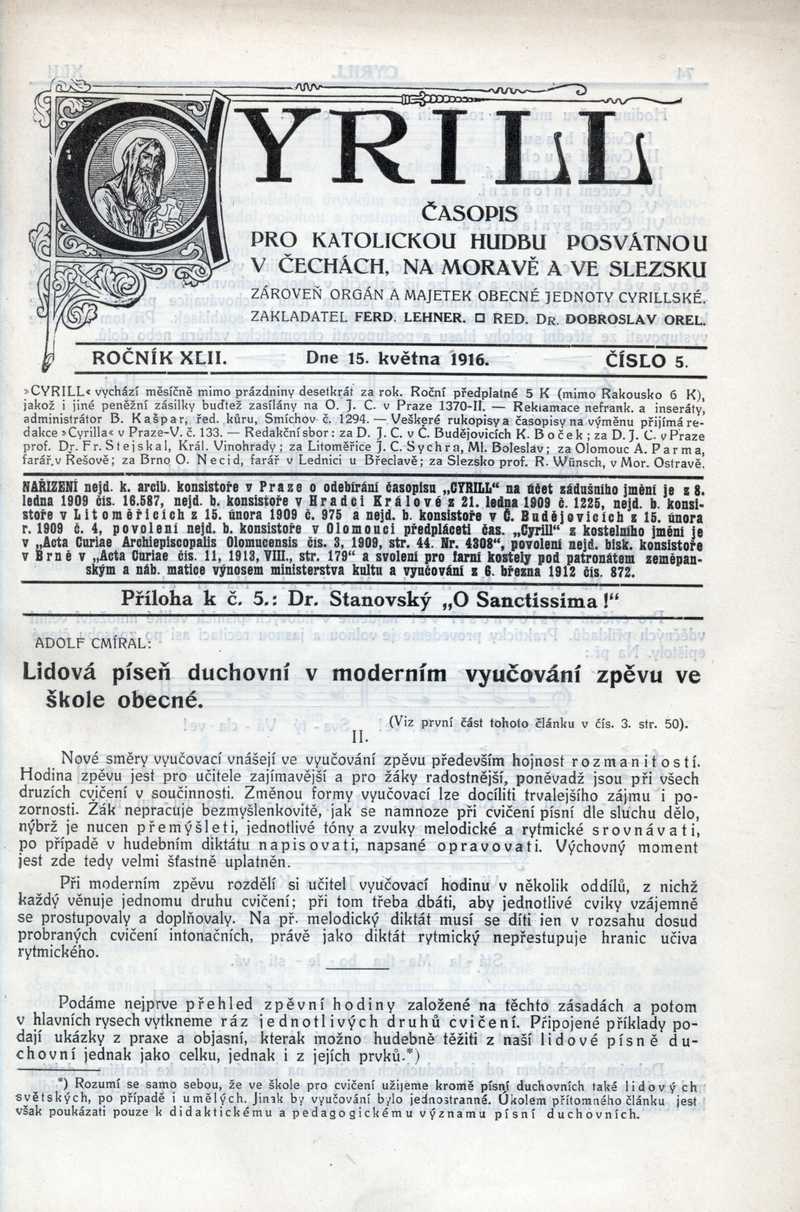 CYRILL
ČASOPIS
PRO KATOLICKOU HUDBU POSVÁTNOU
V ČECHÁCH, NA MORAVĚ A VE SLEZSKU
ZÁROVEŇ ORGÁN A MAJETEK OBECNÉ JEDNOTY CYRILLSKÉ.
ZAKLADATEL FERD. LEHNER. □ RED. DR. DOBROSLAV OREL.
ROČNÍK XLII. Dne 15. května 1916. ČÍSLO 5.
»CYRILL« vychází měsíčně mimo prázdniny desetkrát za rok. Roční předplatné 5 K (mimo Rakousko 6 K),
jakož i jiné peněžní zásilky buďtež zasílány na O. J. C. v Praze 1370-II. — Reklamace nefrank. a inseráty,
administrátor B. Kašpar, řed. kůru, Smíchov č. 1294. — Veškeré rukopisy a časopisy na výměnu přijímá re-
dakce »Cyrilla« v Praze-V. č. 133. — Redakční sbor: za D. J. C. v Č. Budějovicích K. Boček; za D. J. C. v Praze
prof. Dr. Fr. Stejskal, Král. Vinohrady; za Litoměřice J. C. Sychra, Ml. Boleslav; za Olomouc A. Parma,
farář v Rešově; za Brno O. Necid, farář v Lednici u Břeclavě; za Slezsko prof. R. Wünsch, v Mor. Ostravě.
NAŘÍZENÍ nejd. k. arcib. konsistoře v Praze o odebírání časopisu „CYRILL“ na účet zádušního jmění je z 8.
ledna 1909 čís. 16.587, nejd. b. konsistoře v Hradci Králové z 21. ledna 1909 č. 1225, nejd. b. konsi-
stoře v Litoměřicích z 15. února 1909 č. 975 a nejd. b. konsistoře v Č. Budějovicích z 15. února
r. 1909 č. 4, povolení nejd. b. konsistoře v Olomouci předpláceti čas. „Cyrill“ z kostelního jmění je
v „Acta Curiae Archiepiscopalis Olomucensis čís. 3, 1909, str. 44. Nr. 4308“, povolení nejd. bisk. konsistoře
v Brně v „Acta Curiae čís. 11, 1913, VIII., str. 179“ a svolení pro farní kostely pod patronátem zeměpan-
ským a náb. matice výnosem ministerstva kultu a vyučování z 6. března 1912 čís. 872.
Příloha k č. 5.: Dr. Stanovský „O Sanctissima!“
ADOLF CMÍRAL:
Lidová píseň duchovní v moderním vyučování zpěvu ve
škole obecné.
(Viz první část tohoto článku v čís. 3. str. 50).
II.
Nové směry vyučovací vnášejí ve vyučování zpěvu především hojnost rozmanitostí.
Hodina zpěvu jest pro učitele zajímavější a pro žáky radostnější, poněvadž jsou při všech
druzích cvičení v součinnosti. Změnou formy vyučovací lze docíliti trvalejšího zájmu i po-
zornosti. Žák nepracuje bezmyšlenkovitě, jak se namnoze při cvičení písní dle sluchu dělo,
nýbrž je nucen přemýšleti, jednotlivé tóny a zvuky melodické a rytmické srovnávati,
po případě v hudebním diktátu napisovati, napsané opravovati. Výchovný moment
jest zde tedy velmi šťastně uplatněn.
Při moderním zpěvu rozdělí si učitel vyučovací hodinu v několik oddílů, z nichž
každý věnuje jednomu druhu cvičení; při tom třeba dbáti, aby jednotlivé cviky vzájemně
se prostupovaly a doplňovaly. Na př. melodický diktát musí se díti jen v rozsahu dosud
probraných cvičení intonačních, právě jako diktát rytmický nepřestupuje hranic učiva
rytmického.
Podáme nejprve přehled zpěvní hodiny založené na těchto zásadách a potom
v hlavních rysech vytkneme ráz jednotlivých druhů cvičení. Připojené příklady po-
dají ukázky z praxe a objasní, kterak možno hudebně těžiti z naší lidové písně du-
chovní jednak jako celku, jednak i z jejích prvků.*)
*) Rozumí se samo sebou, že ve škole pro cvičení užijeme kromě písní duchovních také lidových
světských, po případě i umělých. Jinak by vyučování bylo jednostranné. Úkolem přítomného článku jest
však poukázati pouze k didaktickému a pedagogickému významu písní duchovních.